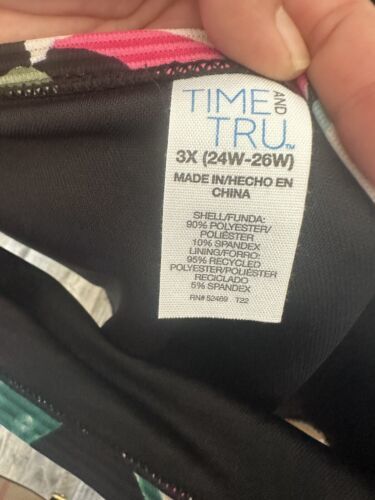 TIME AND
TRU™
3X (24W-26W)
MADE IN/HECHO EN
CHINA
SHELL/FUNDA:
90% POLYESTER/
POLIÉSTER
10% SPANDEX
LINING/FORRO:
95% RECYCLED
POLYESTER/POLIÉSTER
RECICLADO
5% SPANDEX
RN# 52469 T22